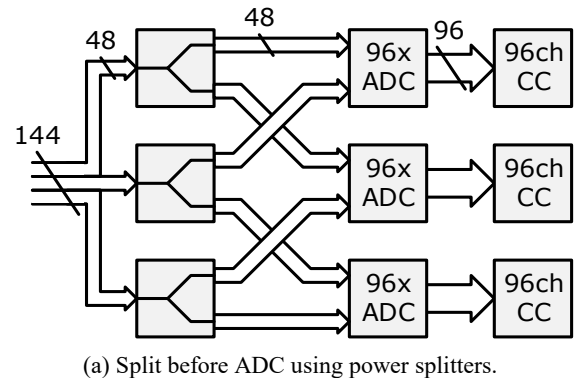 48
48
96x
ADC
96
96ch
CC
144
96x
ADC
96ch
CC
96x
ADC
96ch
CC
(a) Split before ADC using power splitters.